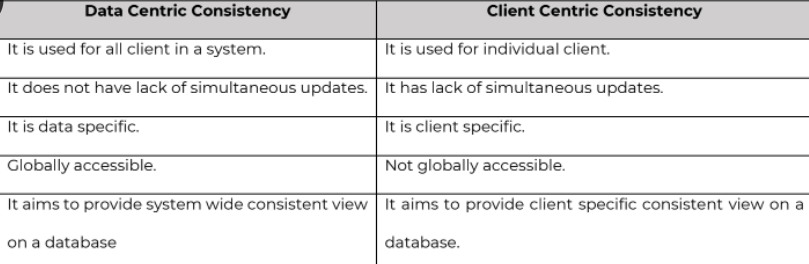 Data Centric Consistency
Client Centric Consistency
It is used for all client in a system.
It is used for individual client.
It does not have lack of simultaneous updates.
It has lack of simultaneous updates.
It is data specific.
It is client specific.
Globally accessible.
Not globally accessible.
It aims to provide system wide consistent view
on a database
It aims to provide client specific consistent view on a
database.